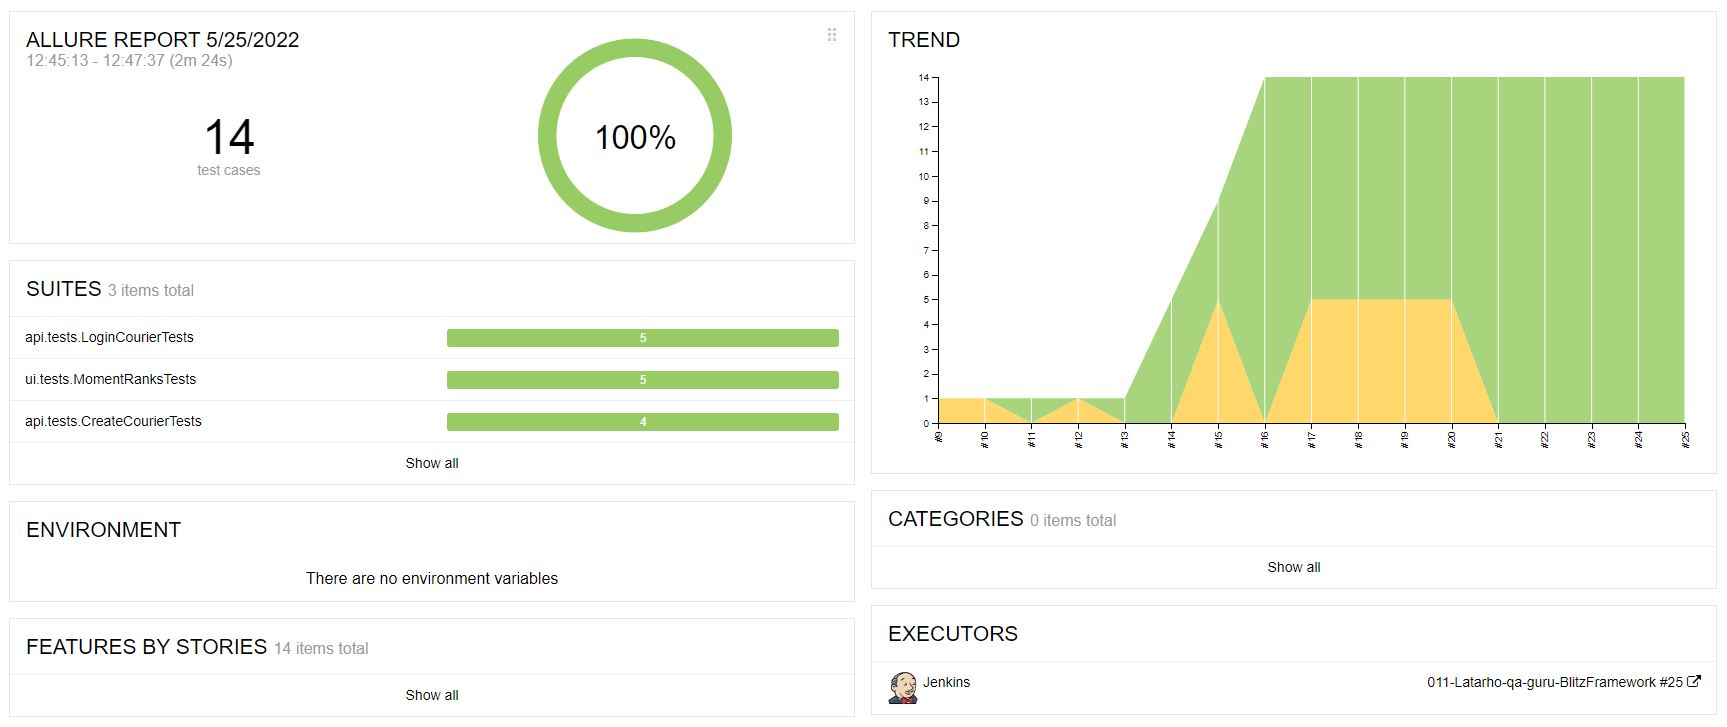 ALLURE REPORT 5/25/2022
12:45:13 - 12:47:37 (2m 24s)
14
test cases
100%
SUITES 3 items total
api.tests.LoginCourierTests 5
ui.tests.MomentRanksTests 5
api.tests.CreateCourierTests 4
Show all
ENVIRONMENT
There are no environment variables
FEATURES BY STORIES 14 items total
Show all
TREND
14
13
12
11
10
9
8
7
6
5
4
3
2
1
0
#9 #10 #11 #12 #13 #14 #15 #16 #17 #18 #19 #20 #21 #22 #23 #24 #25
CATEGORIES 0 items total
Show all
EXECUTORS
Jenkins 011-Latarho-qa-guru-BlitzFramework #25